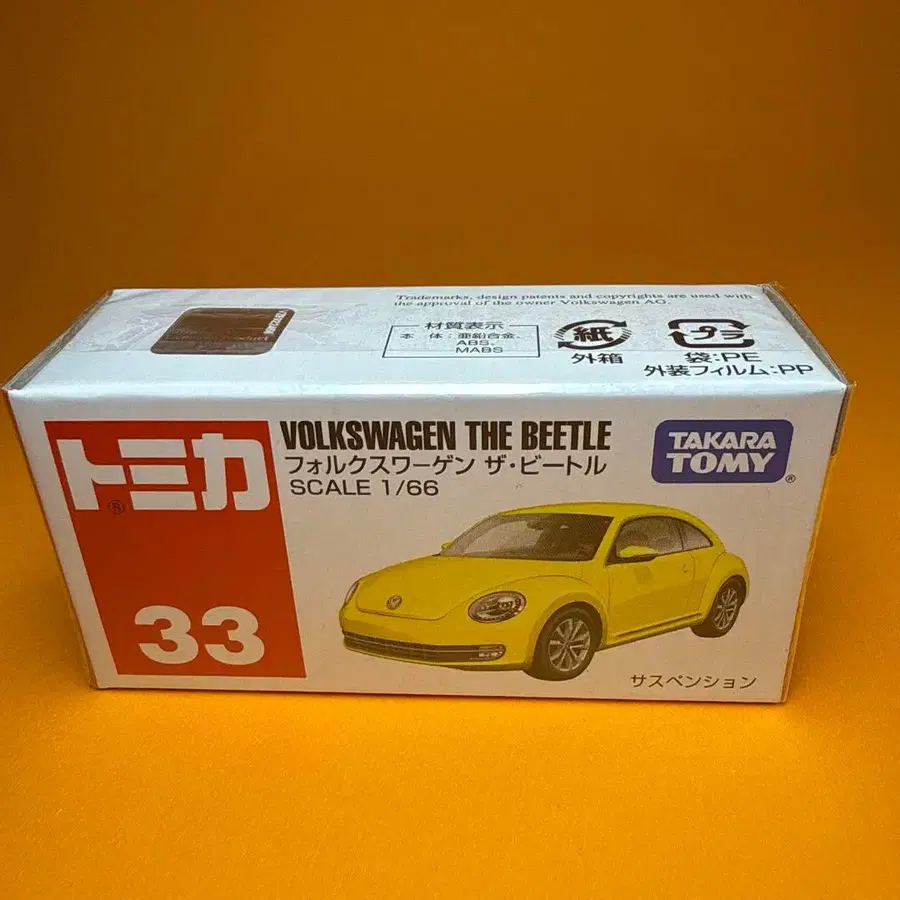 Trademarks, design patents and copyrights are used with
the approval of the owner Volkswagen AG.
材質表示
本 体:亜鉛合金、
ABS、
MABS
紙
外箱
プラ
袋:PE
外装フィルム:PP
トミカ
®
33
VOLKSWAGEN THE BEETLE
フォルクスワーゲン ザ・ビートル
SCALE 1/66
TAKARA
TOMY
®
サスペンション